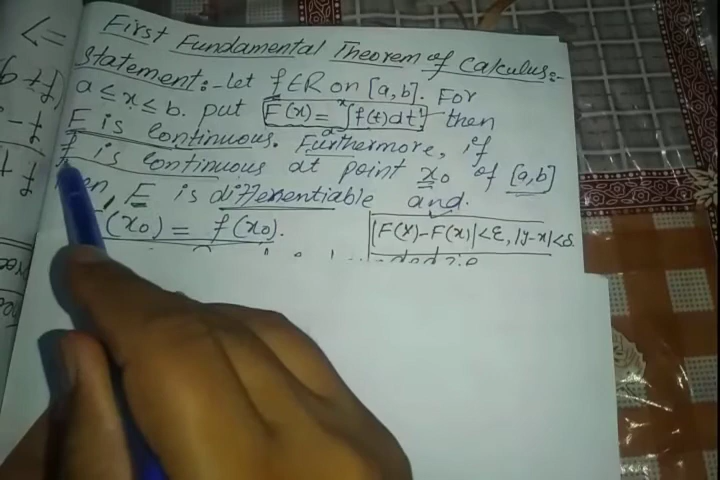 First Fundamental Theorem of Calculus:-
Statement:- Let f∈R on [a,b]. For
a ≤ x ≤ b. put F(x) = ∫ₐˣ f(t)dt then
F is continuous. Furthermore, if
f is continuous at point x₀ of [a,b]
F is differentiable and.
(x₀) = f(x₀).
|F(y)-F(x)|<ε, |y-x|<δ.